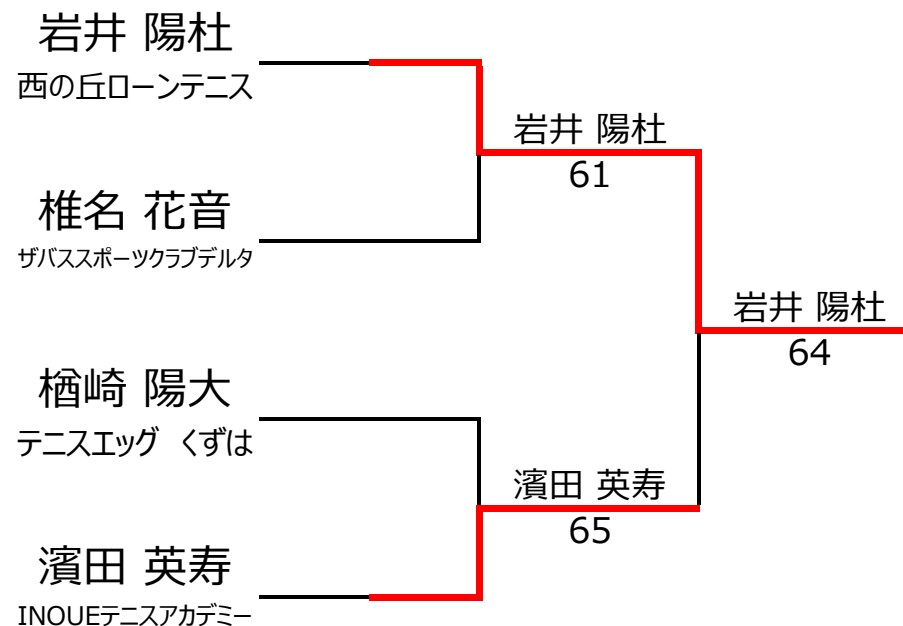 岩井 陽杜
西の丘ローンテニス
椎名 花音
ザバススポーツクラブデルタ
楢崎 陽大
テニスエッグ くずは
濱田 英寿
INOUEテニスアカデミー
岩井 陽杜
61
濱田 英寿
65
岩井 陽杜
64